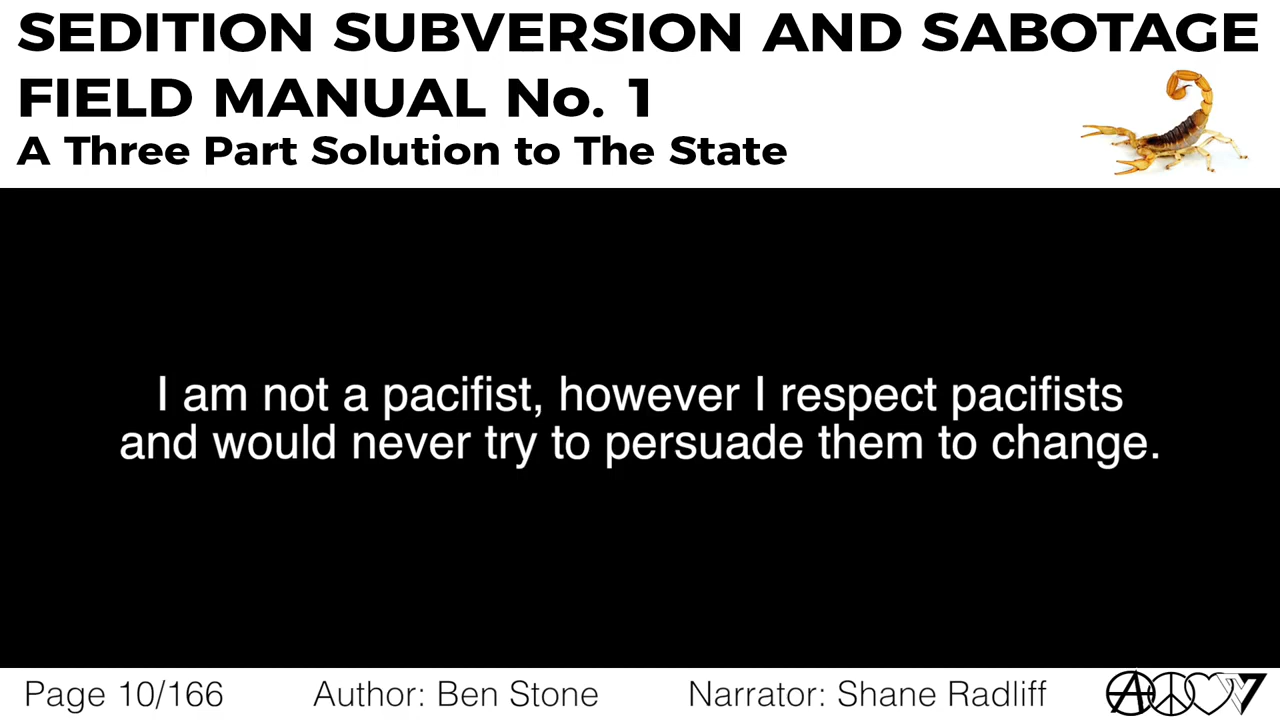 SEDITION SUBVERSION AND SABOTAGE
FIELD MANUAL No. 1
A Three Part Solution to The State
I am not a pacifist, however I respect pacifists
and would never try to persuade them to change.
Page 10/166 Author: Ben Stone Narrator: Shane Radliff